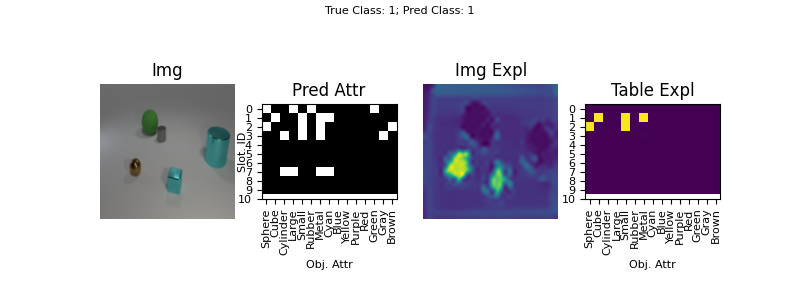 True Class: 1; Pred Class: 1
Img
Pred Attr
Img Expl
Table Expl
Slot. ID
0
1
2
3
4
5
6
7
8
9
10
Sphere
Cube
Cylinder
Large
Small
Rubber
Metal
Cyan
Blue
Yellow
Purple
Red
Green
Gray
Brown
Obj. Attr
0
1
2
3
4
5
6
7
8
9
10
Sphere
Cube
Cylinder
Large
Small
Rubber
Metal
Cyan
Blue
Yellow
Purple
Red
Green
Gray
Brown
Obj. Attr